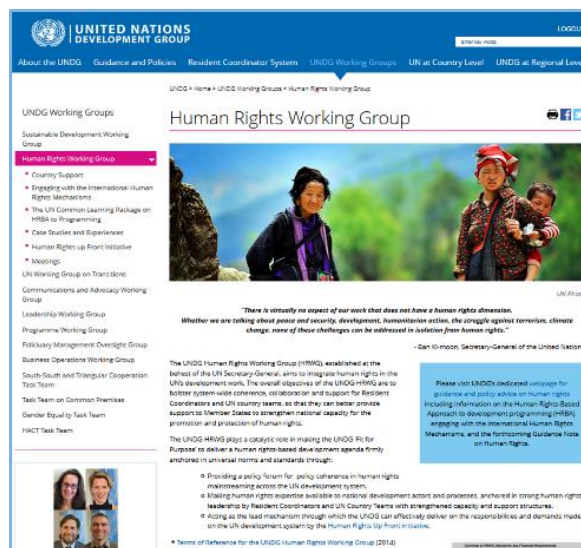 UNITED NATIONS
DEVELOPMENT GROUP
LOGOU
Enter key words
About the UNDG Guidance and Policies Resident Coordinator System UNDG Working Groups UN at Country Level UNDG at Regional Leve
UNDG > Home > UNDG Working Groups > Human Rights Working Group
UNDG Working Groups
Sustainable Development Working
Group
Human Rights Working Group
Country Support
Engaging with the International Human
Rights Mechanisms
The UN Common Learning Package on
HRBA to Programming
Case Studies and Experiences
Human Rights up Front Initiative
Meetings
UN Working Group on Transitions
Communications and Advocacy Working
Group
Leadership Working Group
Programme Working Group
Fiduciary Management Oversight Group
Business Operations Working Group
South-South and Triangular Cooperation
Task Team
Task Team on Common Premises
Gender Equality Task Team
HACT Task Team
Human Rights Working Group
UN Photo
"There is virtually no aspect of our work that does not have a human rights dimension.
Whether we are talking about peace and security, development, humanitarian action, the struggle against terrorism, climate
change, none of these challenges can be addressed in isolation from human rights."
- Ban Ki-moon, Secretary-General of the United Nation
The UNDG Human Rights Working Group (HRWG), established at the
behest of the UN Secretary-General, aims to integrate human rights in the
UN's development work. The overall objectives of the UNDG-HRWG are to
bolster system-wide coherence, collaboration and support for Resident
Coordinators and UN country teams, so that they can better provide
support to Member States to strengthen national capacity for the
promotion and protection of human rights.
The UNDG-HRWG plays a catalytic role in making the UNDG 'Fit for
Purpose' to deliver a human rights-based development agenda firmly
anchored in universal norms and standards through:
Providing a policy forum for policy coherence in human rights
mainstreaming across the UN development system.
Making human rights expertise available to national development actors and processes, anchored in strong human rights
leadership by Resident Coordinators and UN Country Teams with strengthened capacity and support structures.
Acting as the lead mechanism through which the UNDG can effectively deliver on the responsibilities and demands made
on the UN development system by the Human Rights Up Front initiative.
Terms of Reference for the UNDG Human Rights Working Group (2014)
Please visit UNDG's dedicated webpage for
guidance and policy advice on human rights
including information on the Human Rights-Based
Approach to development programming (HRBA),
engaging with the International Human Rights
Mechanisms, and the forthcoming Guidance Note
on Human Rights.